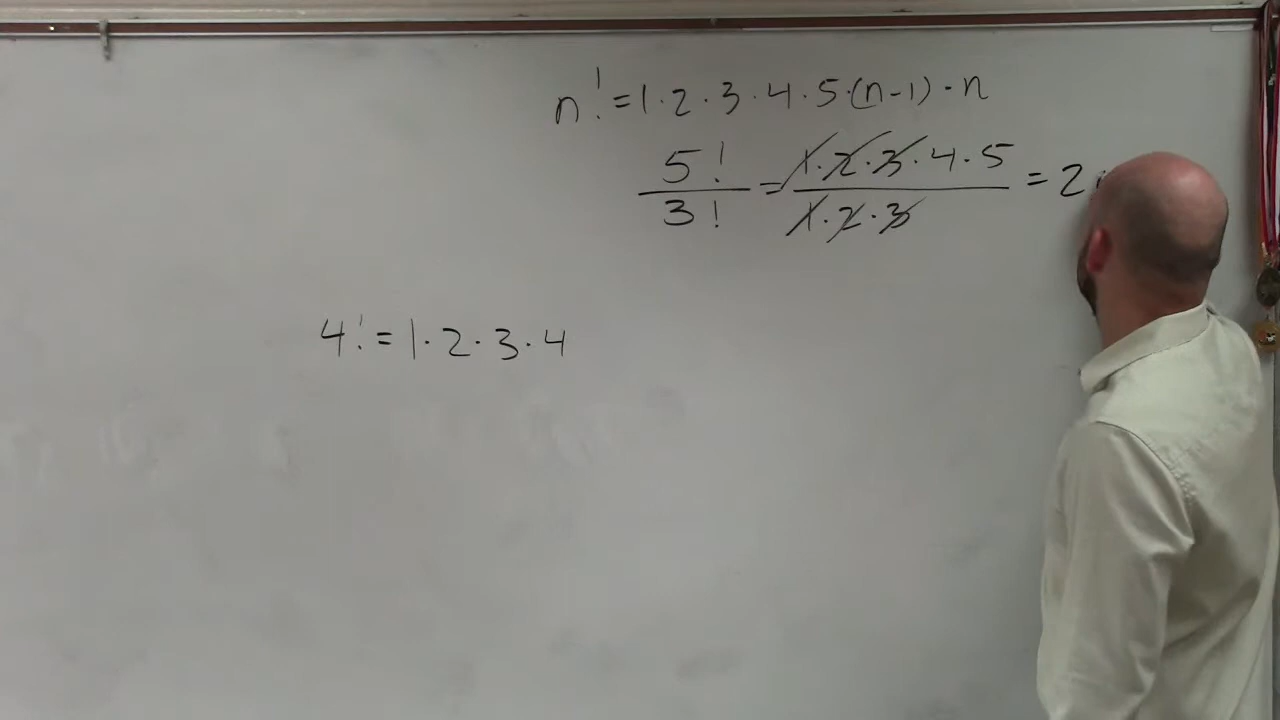 n! = 1 · 2 · 3 · 4 · 5 · (n-1) · n
5! / 3! = 1 · 2 · 3 · 4 · 5 / 1 · 2 · 3 = 2
4! = 1 · 2 · 3 · 4